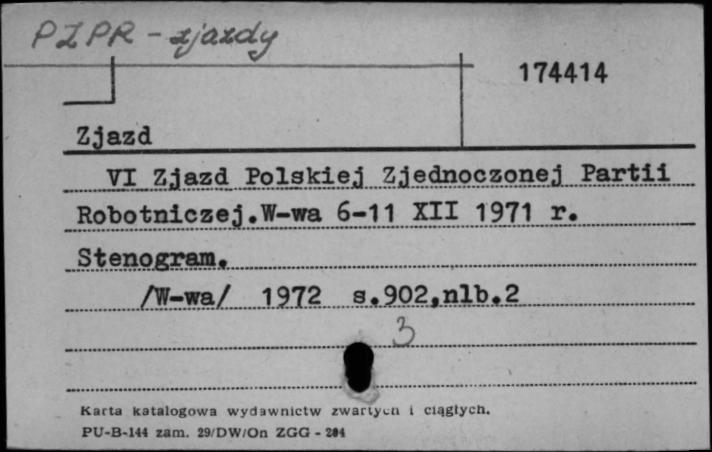 PZPR - zjazdy
174414
Zjazd
VI Zjazd Polskiej Zjednoczonej Partii
Robotniczej.W-wa 6-11 XII 1971 r.
Stenogram.
/W-wa/ 1972 s.902,nlb.2
3
Karta katalogowa wydawnictw zwartych i ciągłych.
PU-B-144 zam. 29/DW/On ZGG - 284